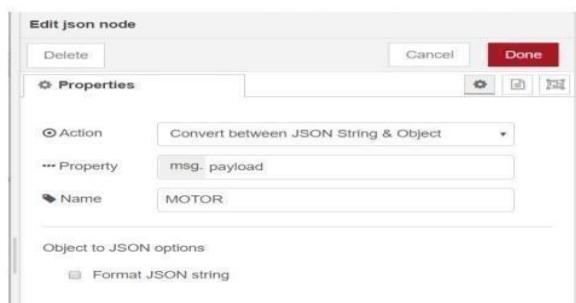 Edit json node
Delete Cancel Done
Properties
Action Convert between JSON String & Object
Property msg. payload
Name MOTOR
Object to JSON options
Format JSON string